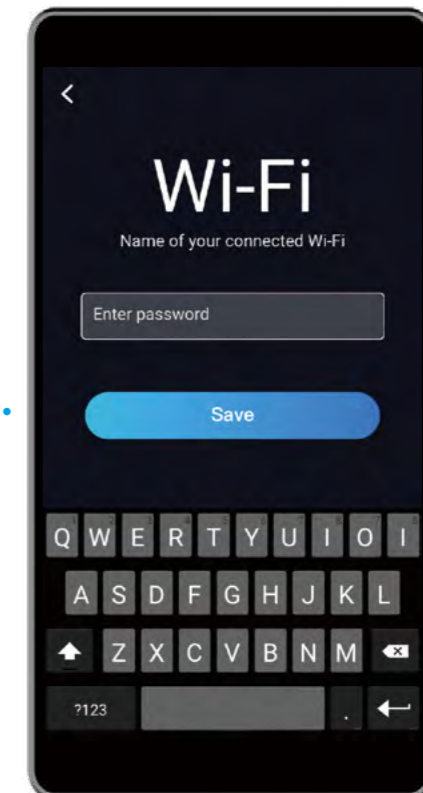 Wi-Fi
Name of your connected Wi-Fi
Enter password
Save
Q W E R T Y U I O I
A S D F G H J K L
Z X C V B N M
?123 .